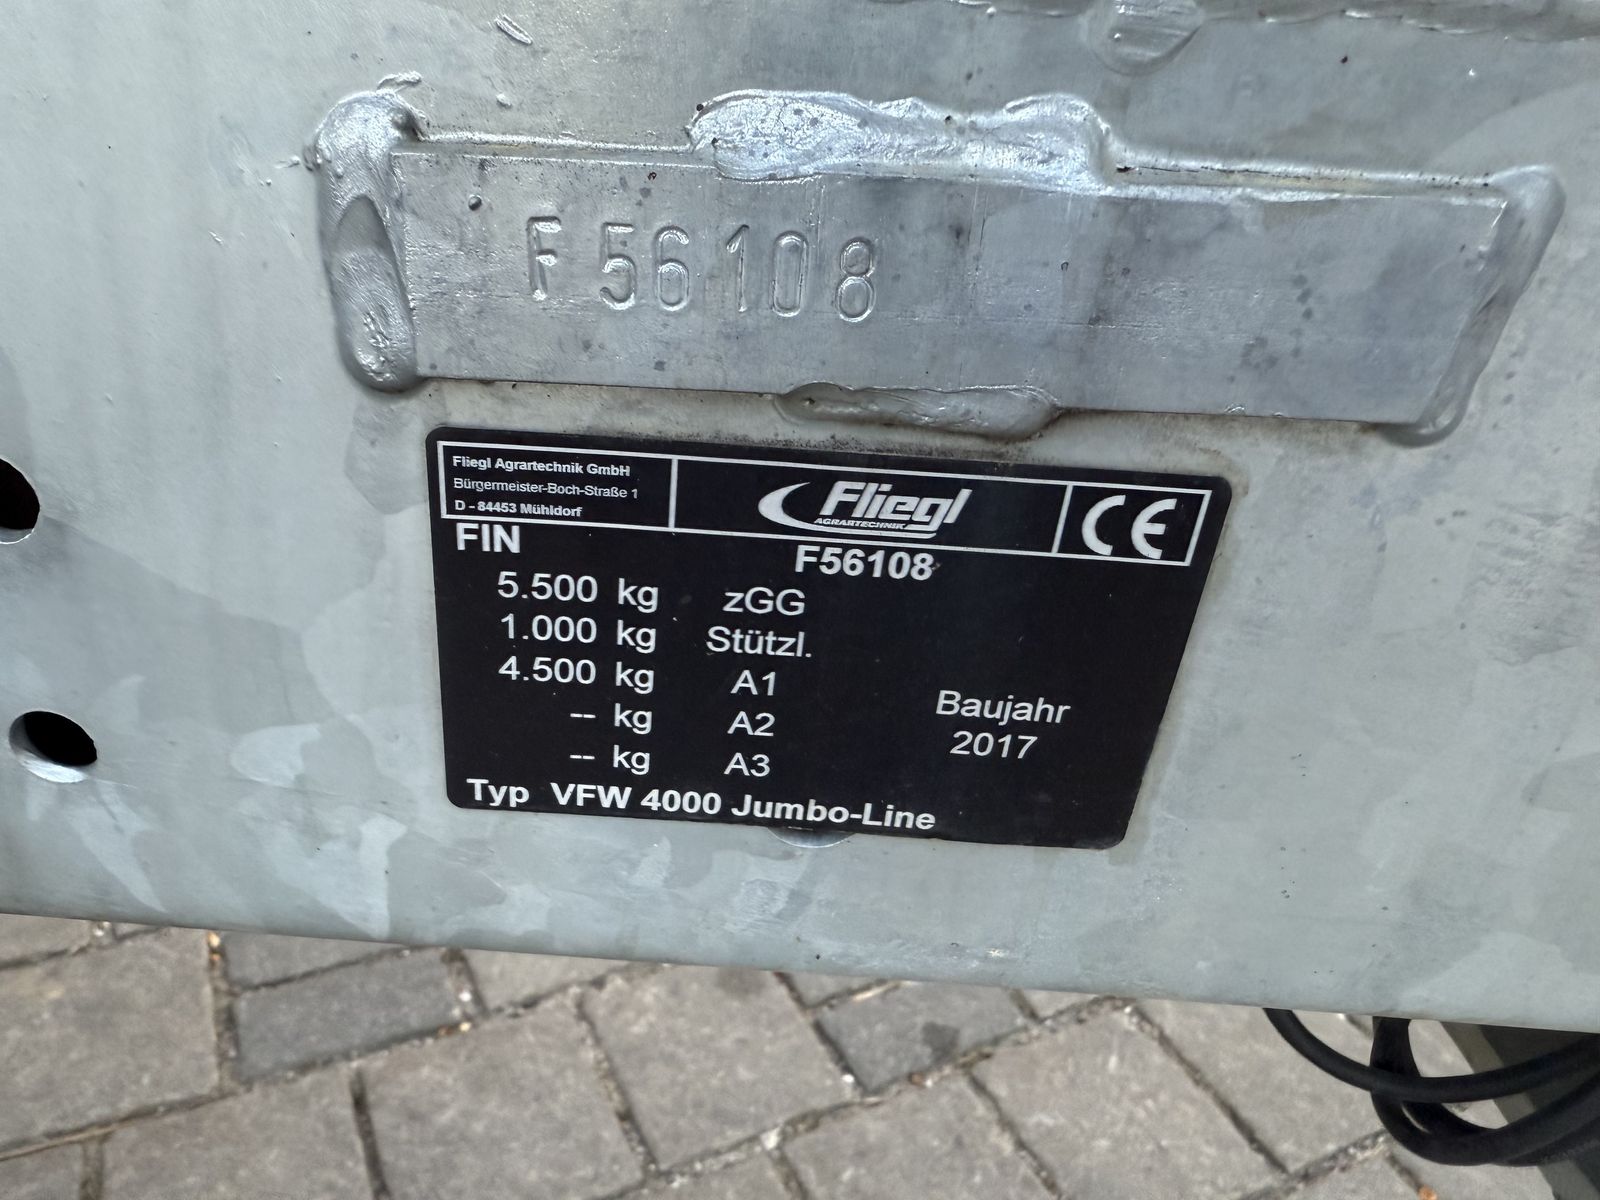 F 56108
Fliegl Agrartechnik GmbH
Bürgermeister-Boch-Straße 1
D - 84453 Mühldorf
Fliegl
AGRARTECHNIK
CE
FIN F56108
5.500 kg zGG
1.000 kg Stützl.
4.500 kg A1
-- kg A2
-- kg A3
Baujahr
2017
Typ VFW 4000 Jumbo-Line